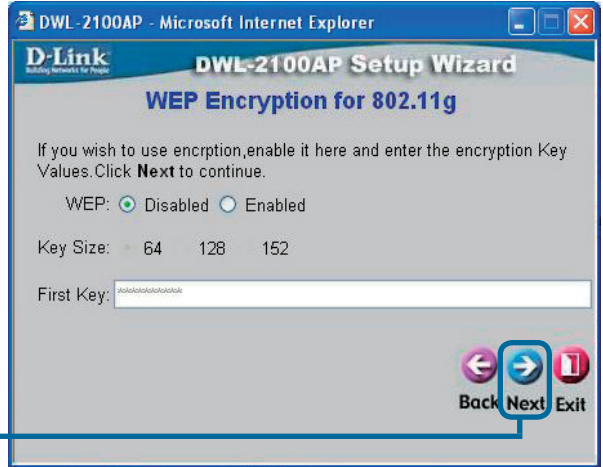 DWL-2100AP - Microsoft Internet Explorer
D-Link
Building Networks for People
DWL-2100AP Setup Wizard
WEP Encryption for 802.11g
If you wish to use encrption,enable it here and enter the encryption Key
Values.Click Next to continue.
WEP: Disabled Enabled
Key Size: 64 128 152
First Key: *************
Back Next Exit